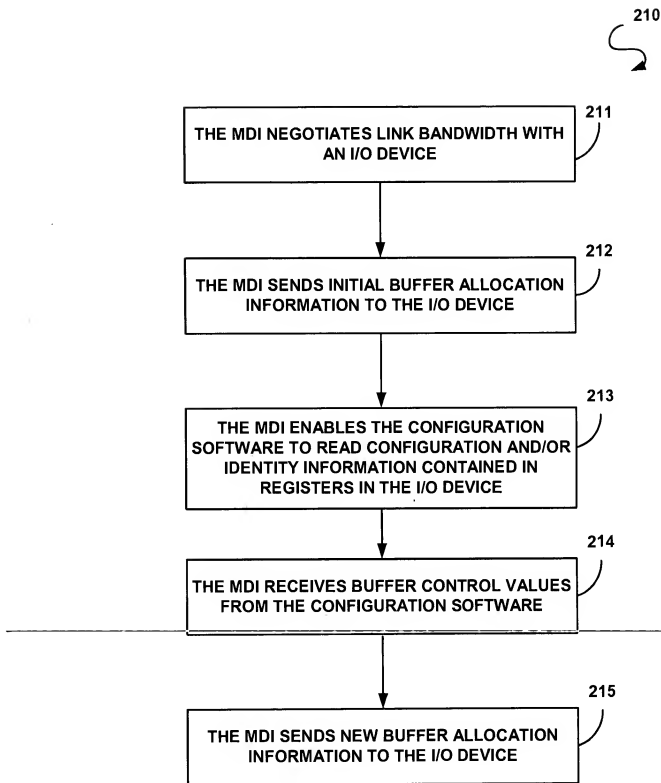 210
211
THE MDI NEGOTIATES LINK BANDWIDTH WITH
AN I/O DEVICE
212
THE MDI SENDS INITIAL BUFFER ALLOCATION
INFORMATION TO THE I/O DEVICE
213
THE MDI ENABLES THE CONFIGURATION
SOFTWARE TO READ CONFIGURATION AND/OR
IDENTITY INFORMATION CONTAINED IN
REGISTERS IN THE I/O DEVICE
214
THE MDI RECEIVES BUFFER CONTROL VALUES
FROM THE CONFIGURATION SOFTWARE
215
THE MDI SENDS NEW BUFFER ALLOCATION
INFORMATION TO THE I/O DEVICE